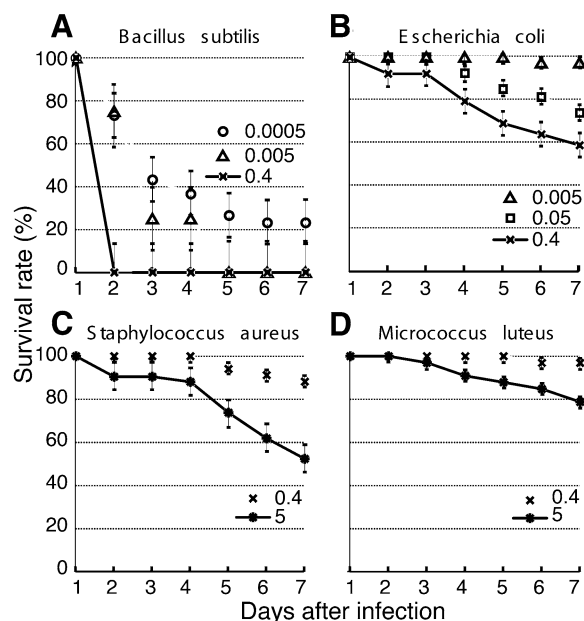 A Bacillus subtilis
B Escherichia coli
100
80
60
40
20
0
0.0005
0.005
0.4
0.005
0.05
0.4
1 2 3 4 5 6 7
1 2 3 4 5 6 7
Survival rate (%)
C Staphylococcus aureus
D Micrococcus luteus
100
80
60
40
20
0
0.4
5
0.4
5
1 2 3 4 5 6 7
1 2 3 4 5 6 7
Days after infection